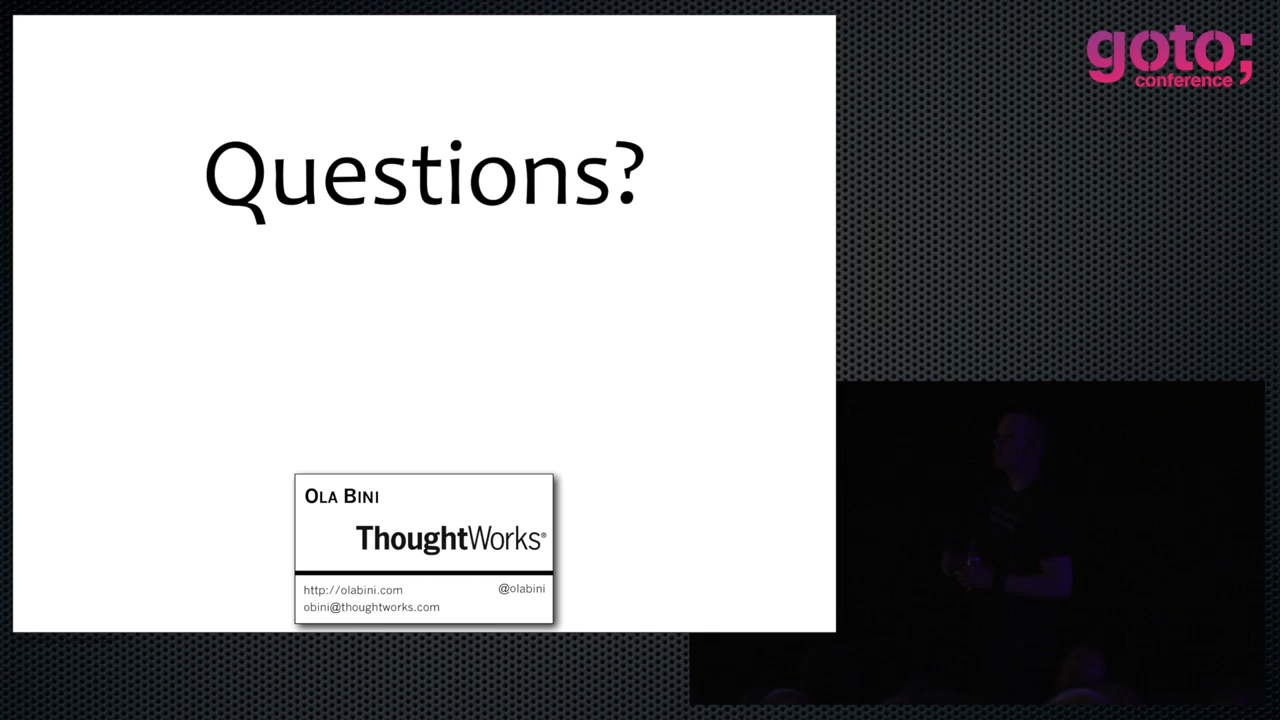 goto;
conference
Questions?
OLA BINI
ThoughtWorks®
http://olabini.com
@olabini
obini@thoughtworks.com